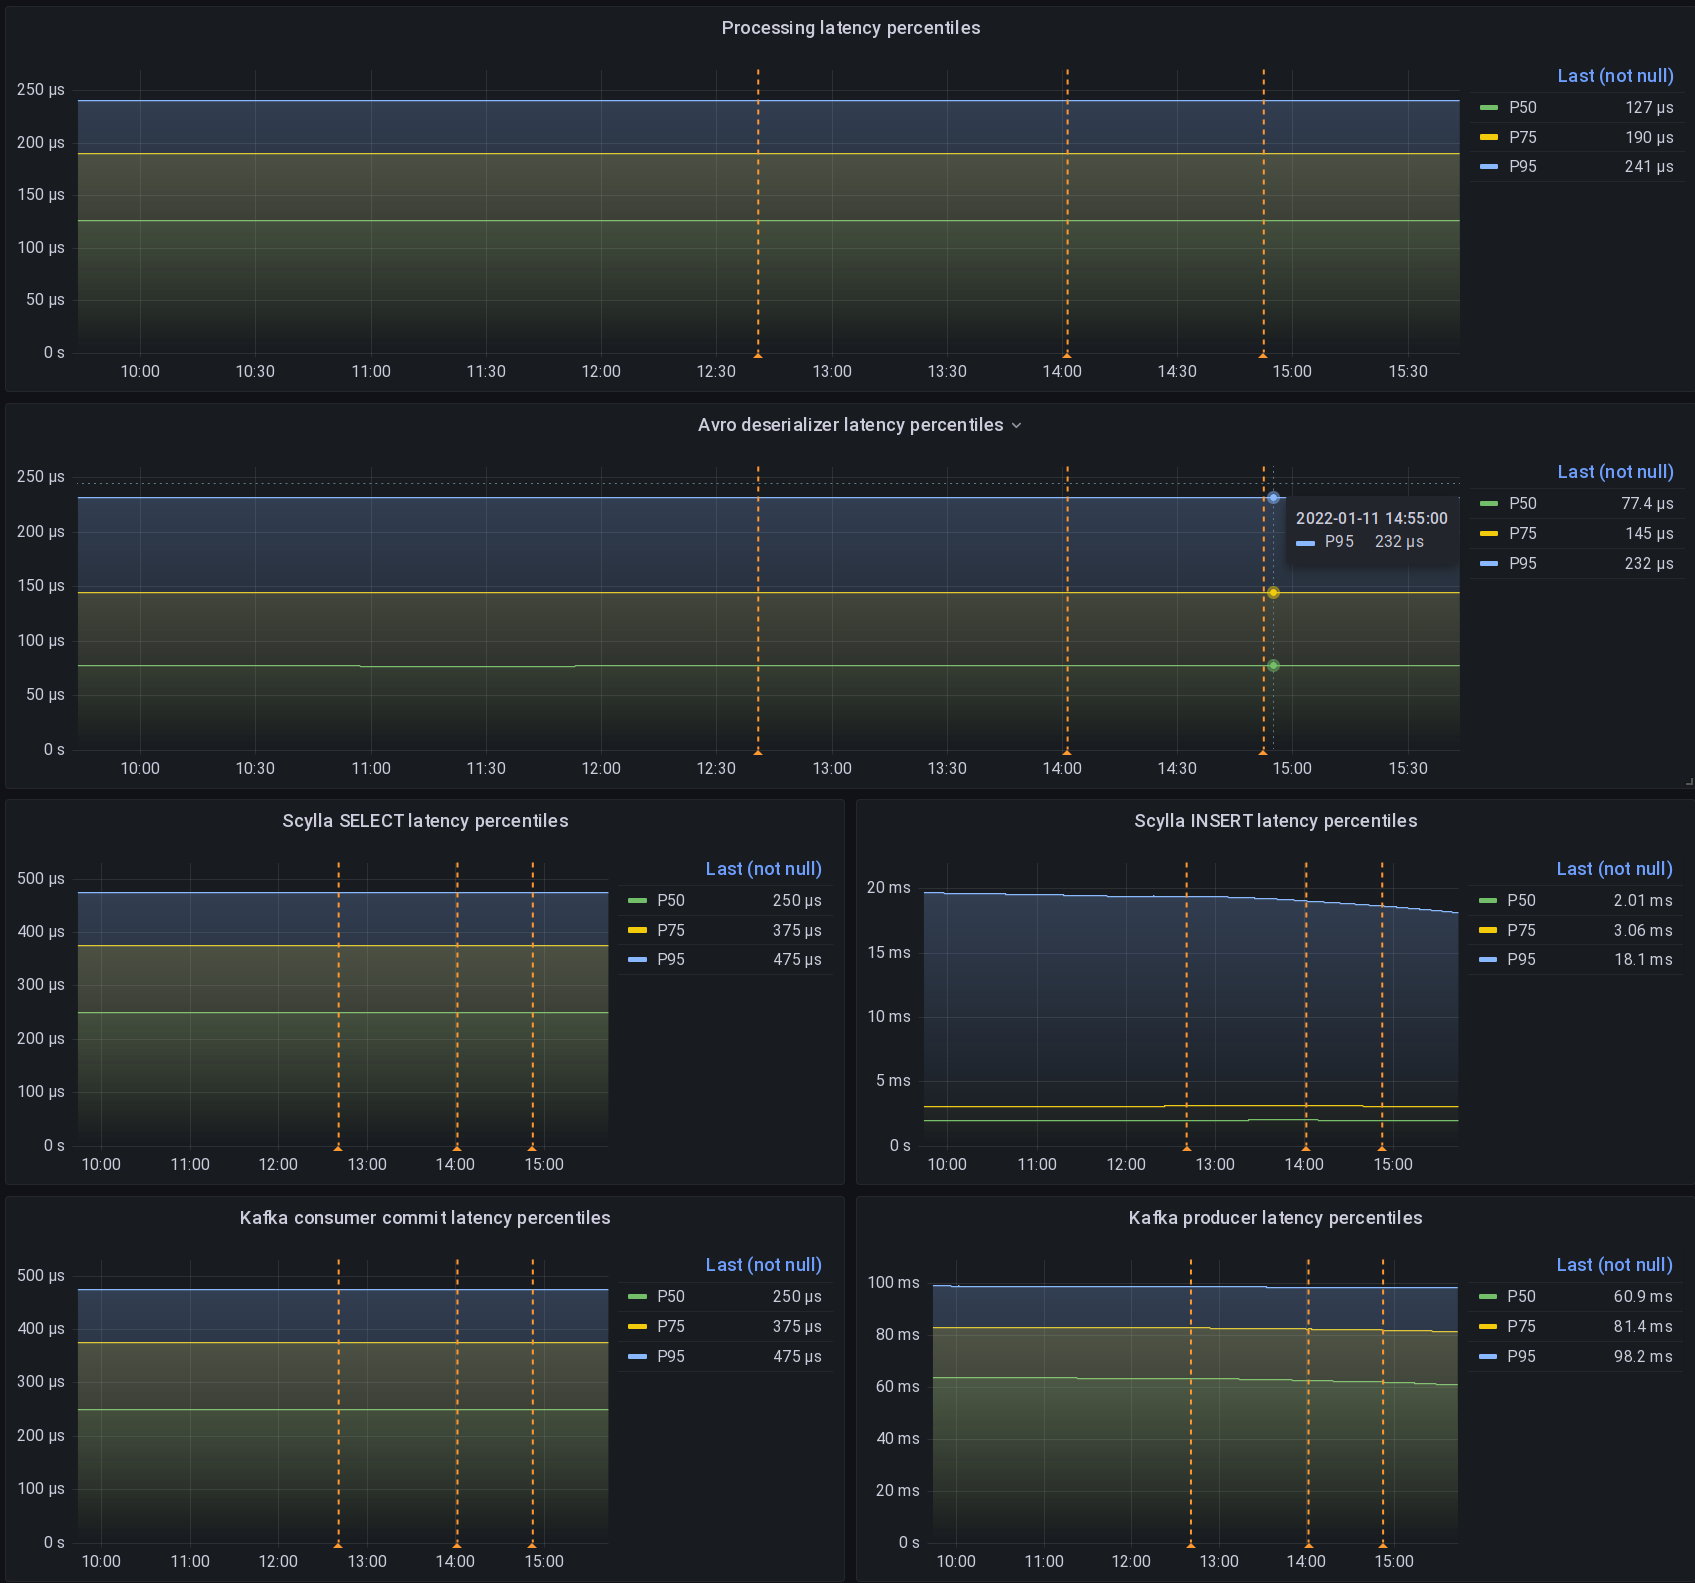 Processing latency percentiles
Last (not null)
250 µs
200 µs
150 µs
100 µs
50 µs
0 s
10:00 10:30 11:00 11:30 12:00 12:30 13:00 13:30 14:00 14:30 15:00 15:30
P50 127 µs
P75 190 µs
P95 241 µs
Avro deserializer latency percentiles
Last (not null)
250 µs
200 µs
150 µs
100 µs
50 µs
0 s
10:00 10:30 11:00 11:30 12:00 12:30 13:00 13:30 14:00 14:30 15:00 15:30
2022-01-11 14:55:00
P95 232 µs
P50 77.4 µs
P75 145 µs
P95 232 µs
Scylla SELECT latency percentiles
Last (not null)
500 µs
400 µs
300 µs
200 µs
100 µs
0 s
10:00 11:00 12:00 13:00 14:00 15:00
P50 250 µs
P75 375 µs
P95 475 µs
Scylla INSERT latency percentiles
Last (not null)
20 ms
15 ms
10 ms
5 ms
0 s
10:00 11:00 12:00 13:00 14:00 15:00
P50 2.01 ms
P75 3.06 ms
P95 18.1 ms
Kafka consumer commit latency percentiles
Last (not null)
500 µs
400 µs
300 µs
200 µs
100 µs
0 s
10:00 11:00 12:00 13:00 14:00 15:00
P50 250 µs
P75 375 µs
P95 475 µs
Kafka producer latency percentiles
Last (not null)
100 ms
80 ms
60 ms
40 ms
20 ms
0 s
10:00 11:00 12:00 13:00 14:00 15:00
P50 60.9 ms
P75 81.4 ms
P95 98.2 ms